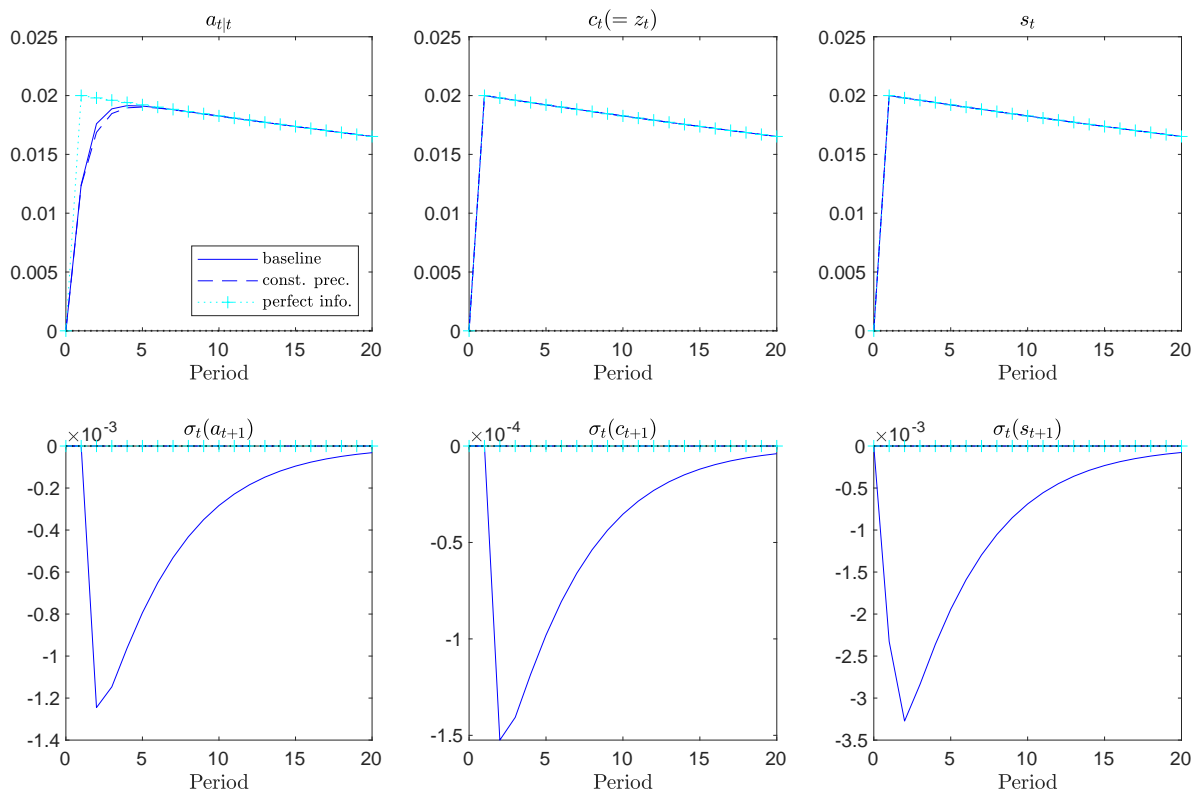 a_{t|t}
0.025
0.02
0.015
0.01
0.005
0
0 5 10 15 20
Period
baseline
const. prec.
perfect info.
c_t(= z_t)
0.025
0.02
0.015
0.01
0.005
0
0 5 10 15 20
Period
s_t
0.025
0.02
0.015
0.01
0.005
0
0 5 10 15 20
Period
×10^{-3}
σ_t(a_{t+1})
0
-0.2
-0.4
-0.6
-0.8
-1
-1.2
-1.4
0 5 10 15 20
Period
×10^{-4}
σ_t(c_{t+1})
0
-0.5
-1
-1.5
0 5 10 15 20
Period
×10^{-3}
σ_t(s_{t+1})
0
-0.5
-1
-1.5
-2
-2.5
-3
-3.5
0 5 10 15 20
Period